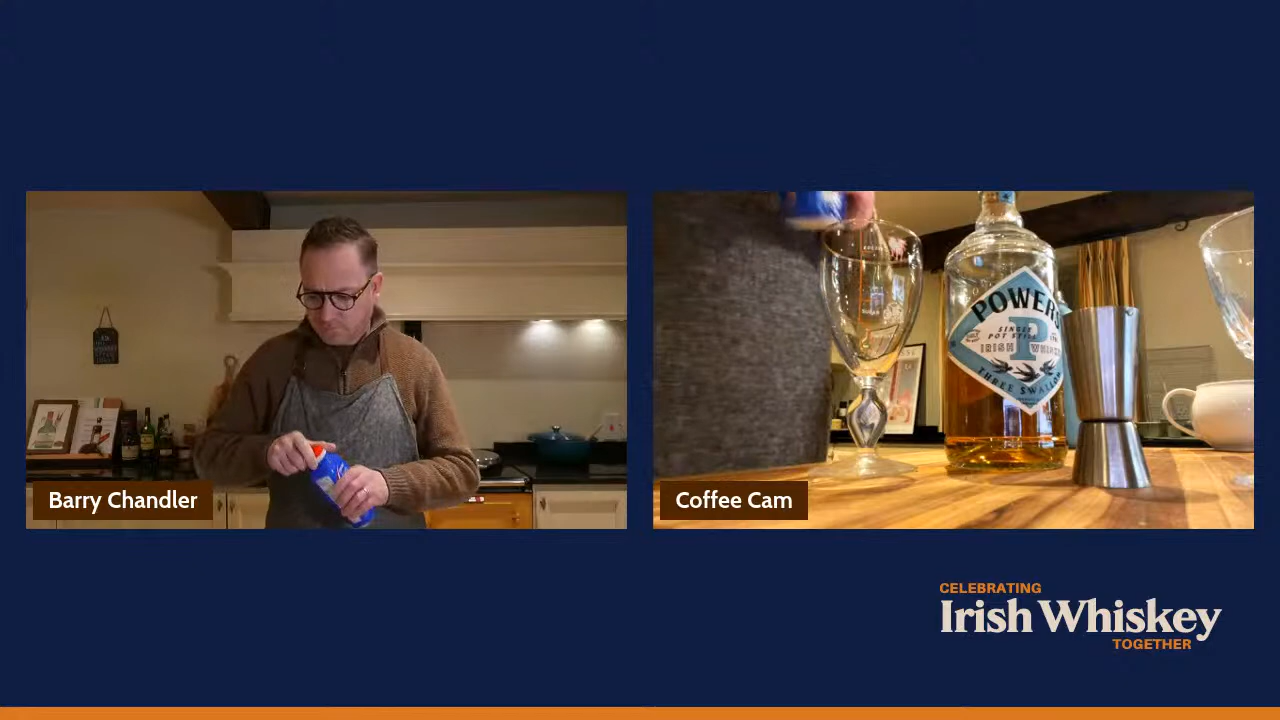 Barry Chandler
Coffee Cam
POWERS
SINGLE
POT STILL
P
IRISH WHISKEY
THREE SWALLOW
CELEBRATING
Irish Whiskey
TOGETHER